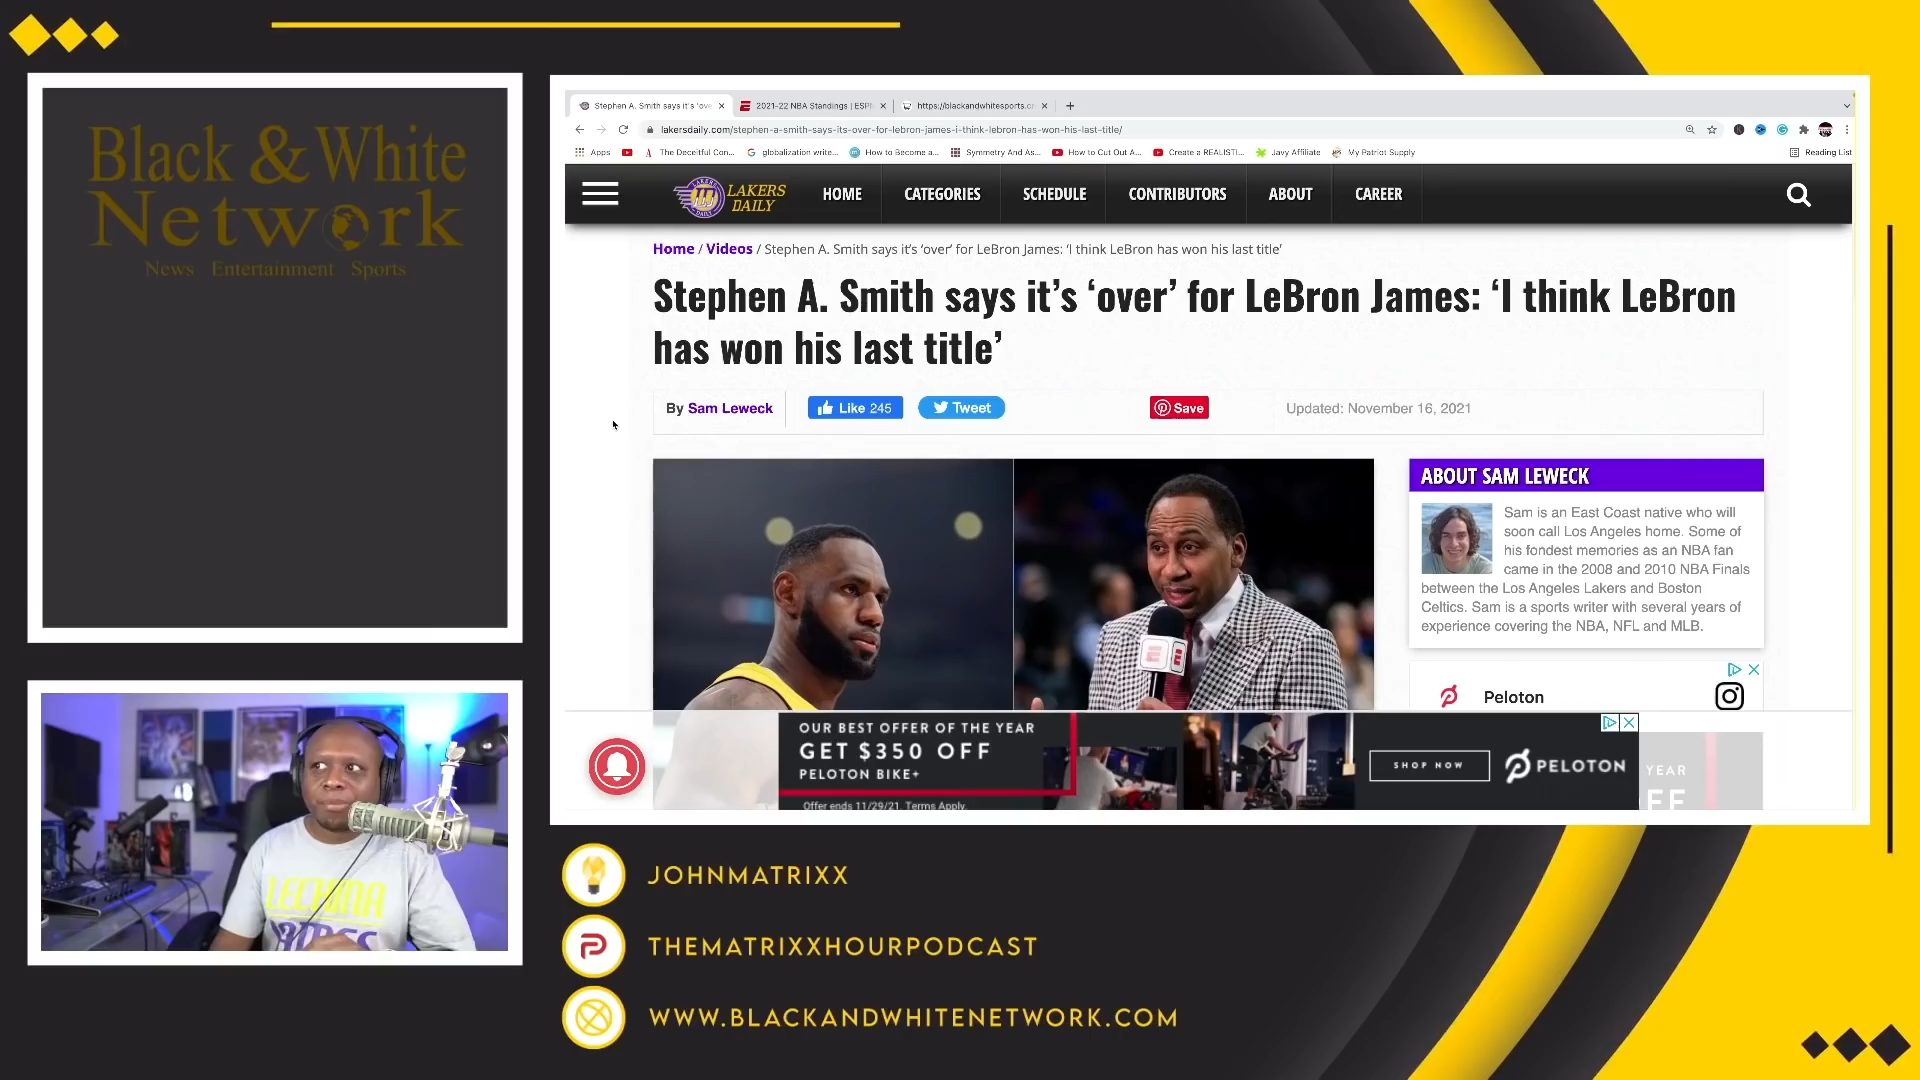 Black & White
Network
News Entertainment Sports
Stephen A. Smith says it's 'ove
2021-22 NBA Standings | ESPN
https://blackandwhitesports.c
lakersdaily.com/stephen-a-smith-says-its-over-for-lebron-james-i-think-lebron-has-won-his-last-title/
Apps
The Deceitful Con...
globalization write...
How to Become a...
Symmetry And As...
How to Cut Out A...
Create a REALISTI...
Javy Affiliate
My Patriot Supply
Reading List
LAKERS
DAILY
HOME
CATEGORIES
SCHEDULE
CONTRIBUTORS
ABOUT
CAREER
Home / Videos / Stephen A. Smith says it's 'over' for LeBron James: 'I think LeBron has won his last title'
Stephen A. Smith says it's 'over' for LeBron James: 'I think LeBron
has won his last title'
By Sam Leweck
Like 245
Tweet
Save
Updated: November 16, 2021
ABOUT SAM LEWECK
Sam is an East Coast native who will
soon call Los Angeles home. Some of
his fondest memories as an NBA fan
came in the 2008 and 2010 NBA Finals
between the Los Angeles Lakers and Boston
Celtics. Sam is a sports writer with several years of
experience covering the NBA, NFL and MLB.
Peloton
OUR BEST OFFER OF THE YEAR
GET $350 OFF
PELOTON BIKE+
Offer ends 11/29/21. Terms Apply.
SHOP NOW
PELOTON
YEAR
FF
JOHNMATRIXX
THEMATRIXXHOURPODCAST
WWW.BLACKANDWHITENETWORK.COM